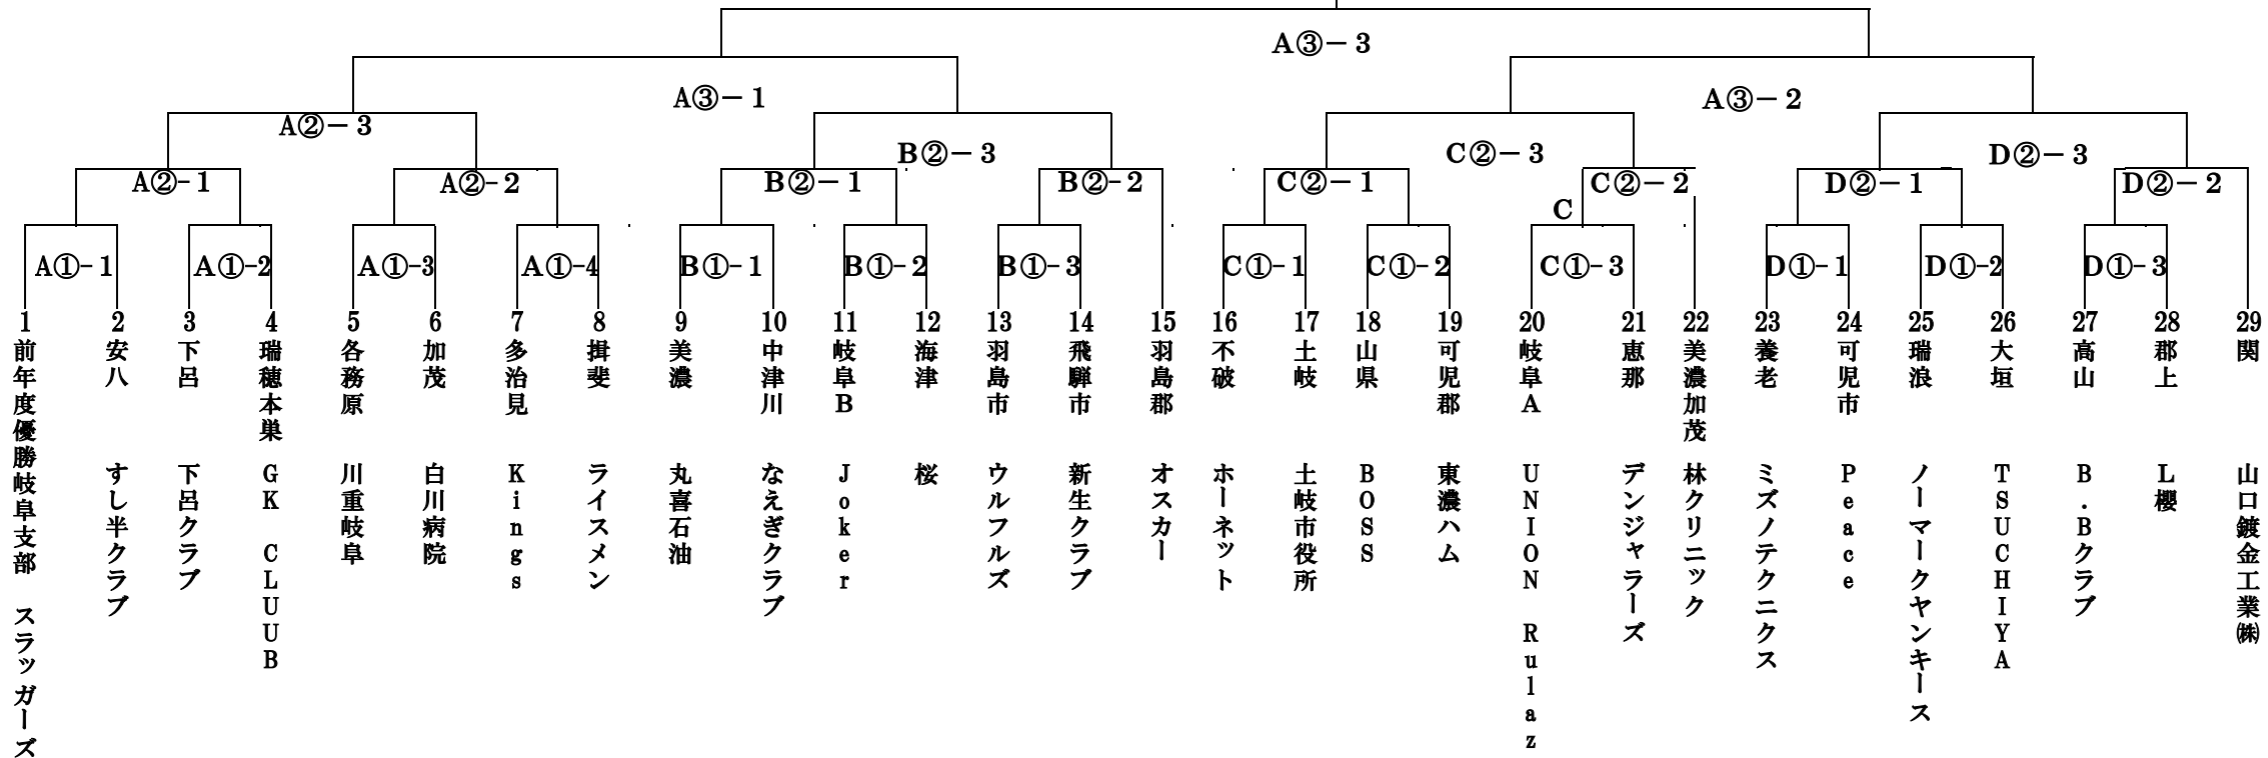 A③－3
A③－1
A③－2
A②－3
B②－3
C②－3
D②－3
A②-1
A②-2
B②－1
B②－2
C②－1
C②－2
D②－1
D②－2
C
A①-1
A①-2
A①-3
A①-4
B①-1
B①-2
B①-3
C①-1
C①-2
C①-3
D①-1
D①-2
D①-3
1 前年度優勝岐阜支部 スラッガーズ
2 安八 すし半クラブ
3 下呂 下呂クラブ
4 瑞穂本巣 GK CLUUB
5 各務原 川重岐阜
6 加茂 白川病院
7 多治見 Kings
8 揖斐 ライスメン
9 美濃 丸喜石油
10 中津川 なえぎクラブ
11 岐阜B Joker
12 海津 桜
13 羽島市 ウルフルズ
14 飛騨市 新生クラブ
15 羽島郡 オスカー
16 不破 ホーネット
17 土岐 土岐市役所
18 山県 BOSS
19 可児郡 東濃ハム
20 岐阜A UNION Rulaz
21 恵那 デンジャラーズ
22 美濃加茂 林クリニック
23 養老 ミズノテクニクス
24 可児市 Peace
25 瑞浪 ノーマークヤンキース
26 大垣 TSUCHIYA
27 高山 B.Bクラブ
28 郡上 L櫻
29 関 山口鍍金工業㈱